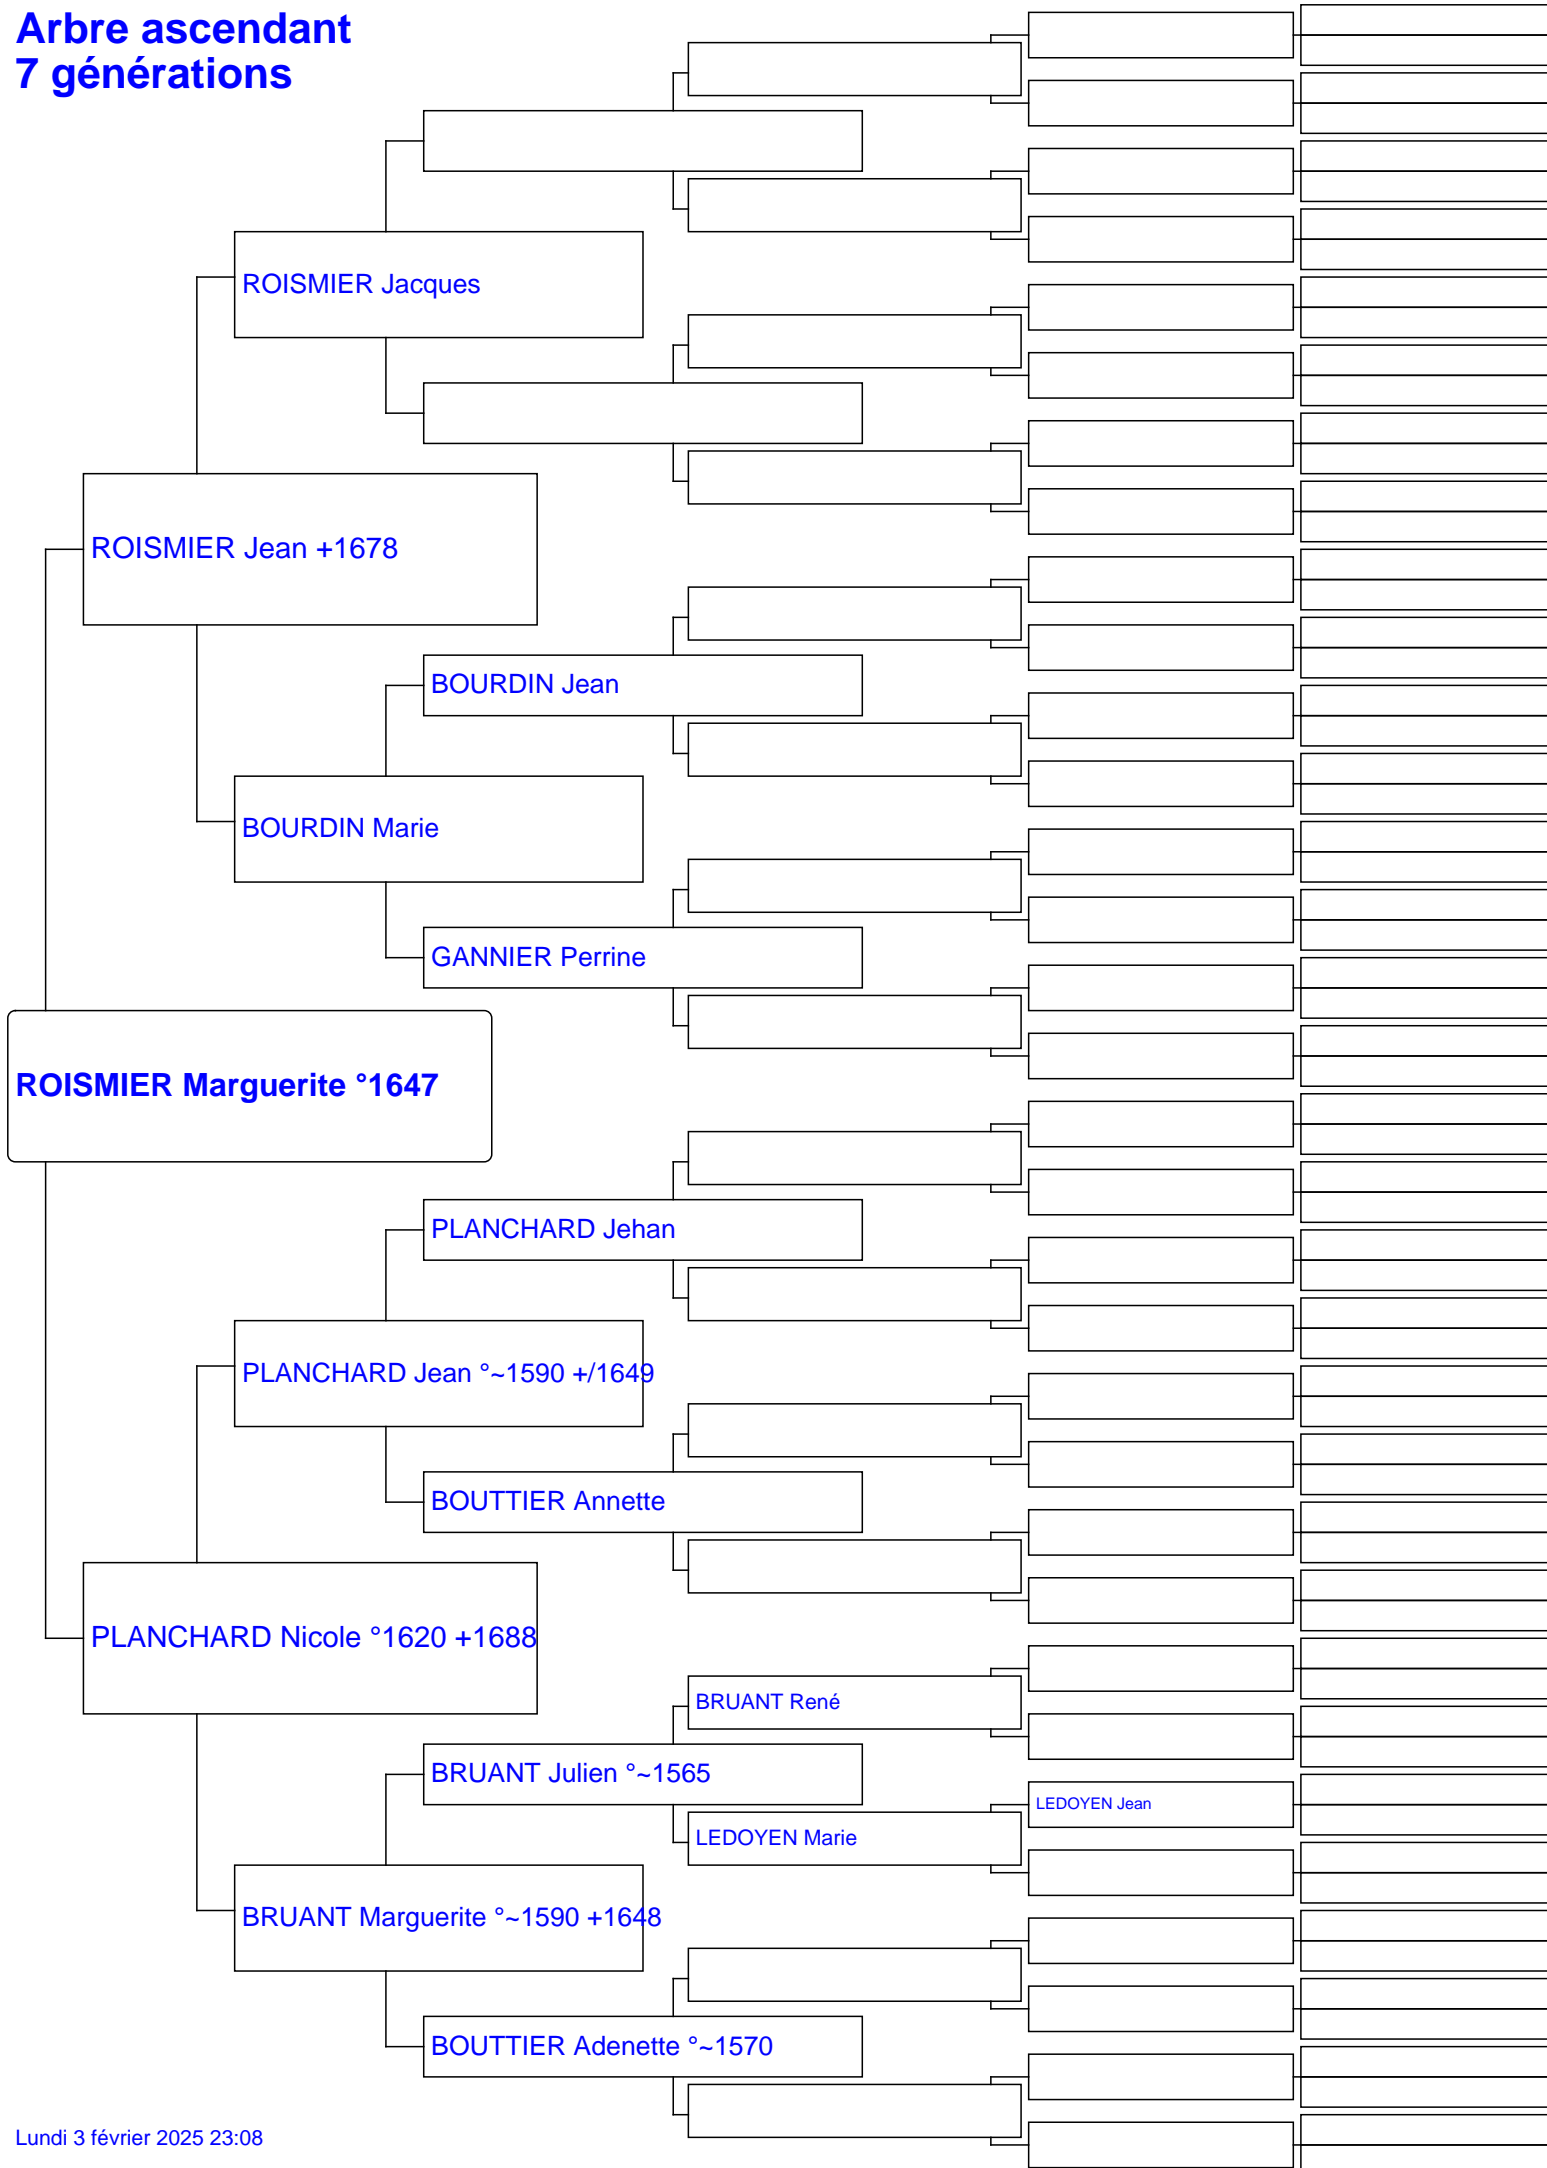 Arbre ascendant
7 générations
ROISMIER Jacques
ROISMIER Jean +1678
BOURDIN Jean
BOURDIN Marie
GANNIER Perrine
ROISMIER Marguerite °1647
PLANCHARD Jehan
PLANCHARD Jean °~1590 +/1649
BOUTTIER Annette
PLANCHARD Nicole °1620 +1688
BRUANT René
BRUANT Julien °~1565
LEDOYEN Jean
LEDOYEN Marie
BRUANT Marguerite °~1590 +1648
BOUTTIER Adenette °~1570
Lundi 3 février 2025 23:08